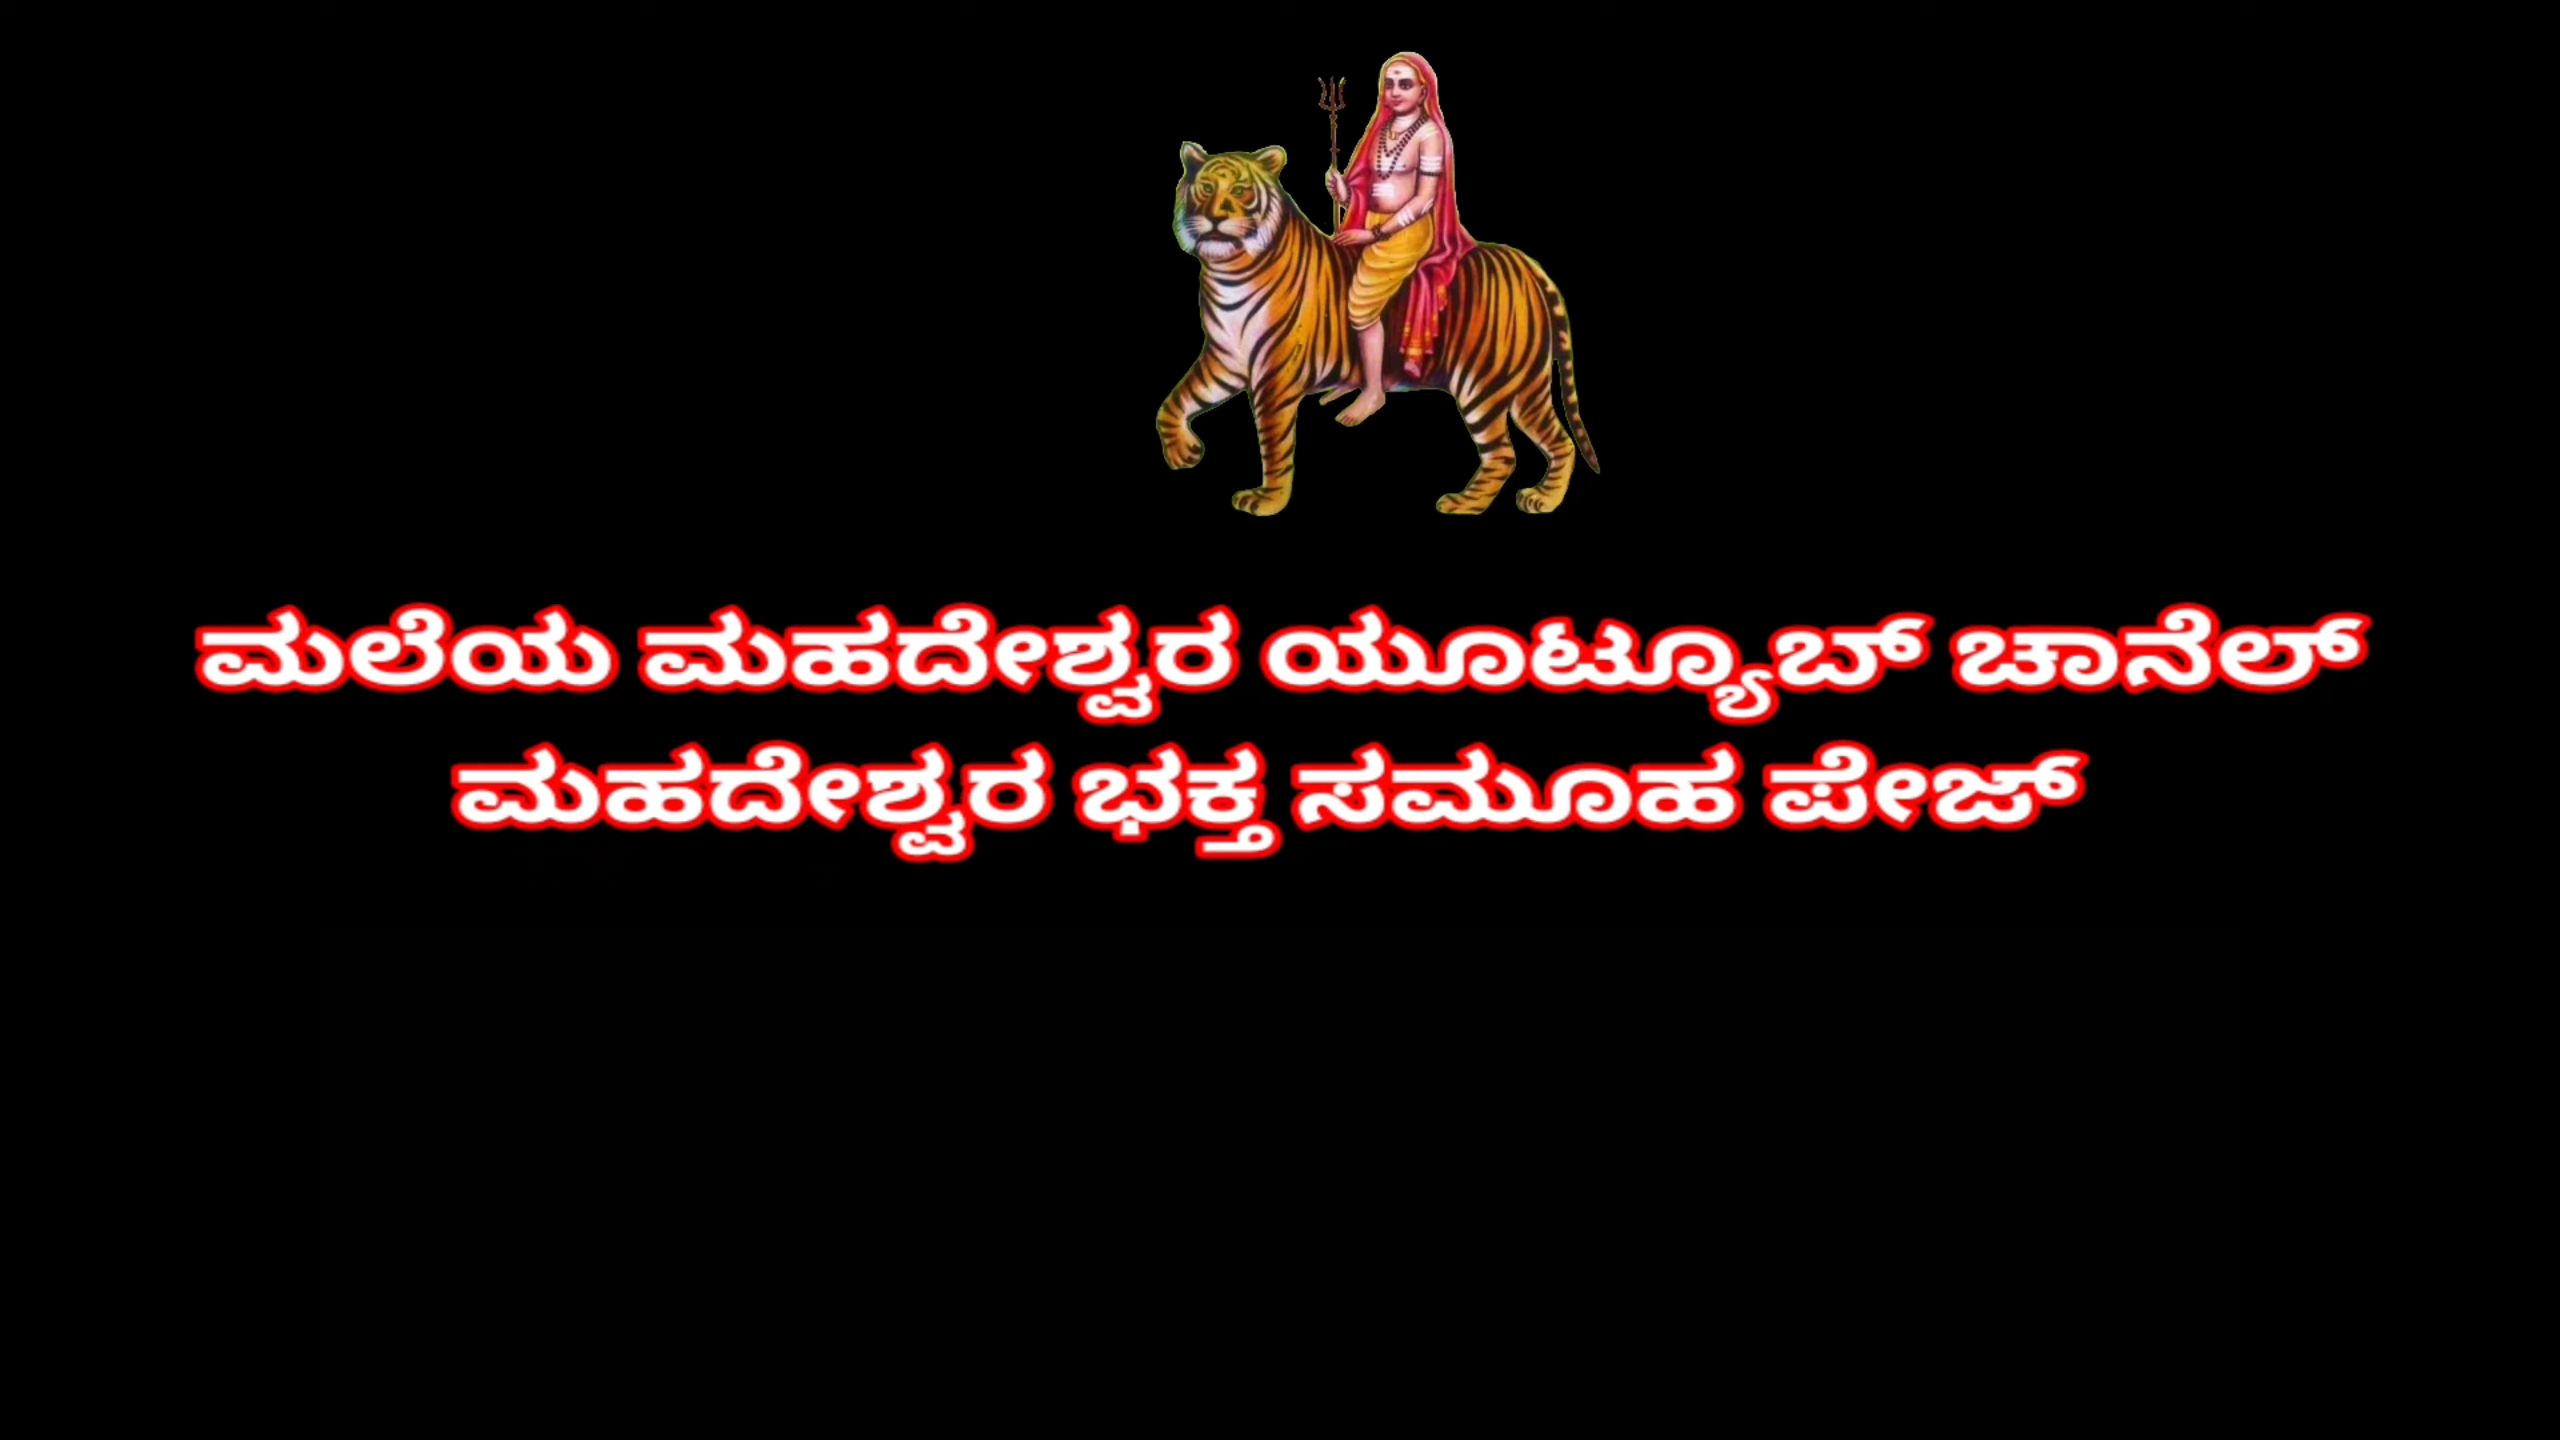 ಮಲೆಯ ಮಹದೇಶ್ವರ ಯೂಟ್ಯೂಬ್ ಚಾನೆಲ್
ಮಹದೇಶ್ವರ ಭಕ್ತ ಸಮೂಹ ಪೇಜ್